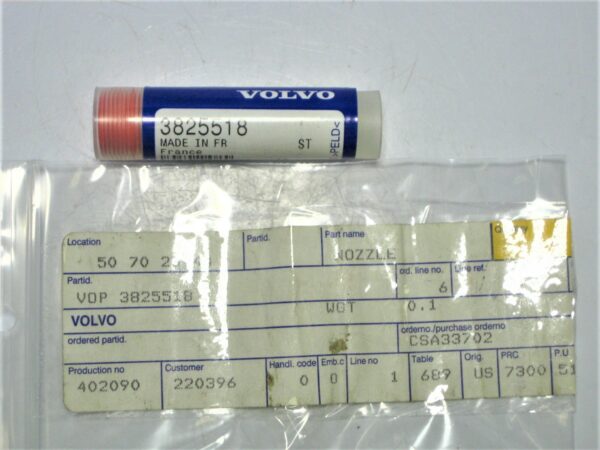 VOLVO
3825518
MADE IN FR
ST
France
>PELD<
Location
Partid.
Part name
50 70 2
NOZZLE
Partid.
ord. line no.
Line ref.
VOP 3825518
6
VOLVO
WGT 0.1
ordered partid.
orderno./purchase orderno
CSA33702
Production no
Customer
Handl. code
Emb.c
Line no
Table
Orig.
PRC
P.U
402090
220396
0
0
1
689
US
7300
51